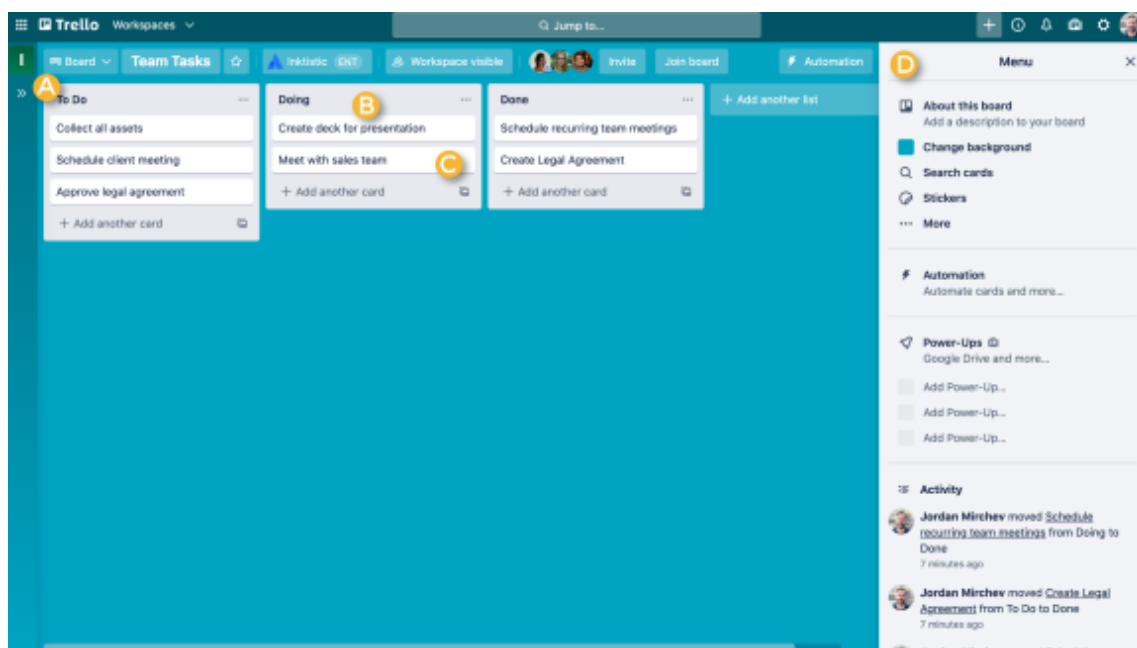 Trello Workspaces
Jump to...
I
Board Team Tasks Inktistic ENT Workspace visible Invite Join board Automation
A
B
C
D
To Do
Collect all assets
Schedule client meeting
Approve legal agreement
+ Add another card
Doing
Create deck for presentation
Meet with sales team
+ Add another card
Done
Schedule recurring team meetings
Create Legal Agreement
+ Add another card
+ Add another list
Menu
About this board
Add a description to your board
Change background
Search cards
Stickers
More
Automation
Automate cards and more...
Power-Ups
Google Drive and more...
Add Power-Up...
Add Power-Up...
Add Power-Up...
Activity
Jordan Mirchev moved Schedule
recurring team meetings from Doing to
Done
7 minutes ago
Jordan Mirchev moved Create Legal
Agreement from To Do to Done
7 minutes ago